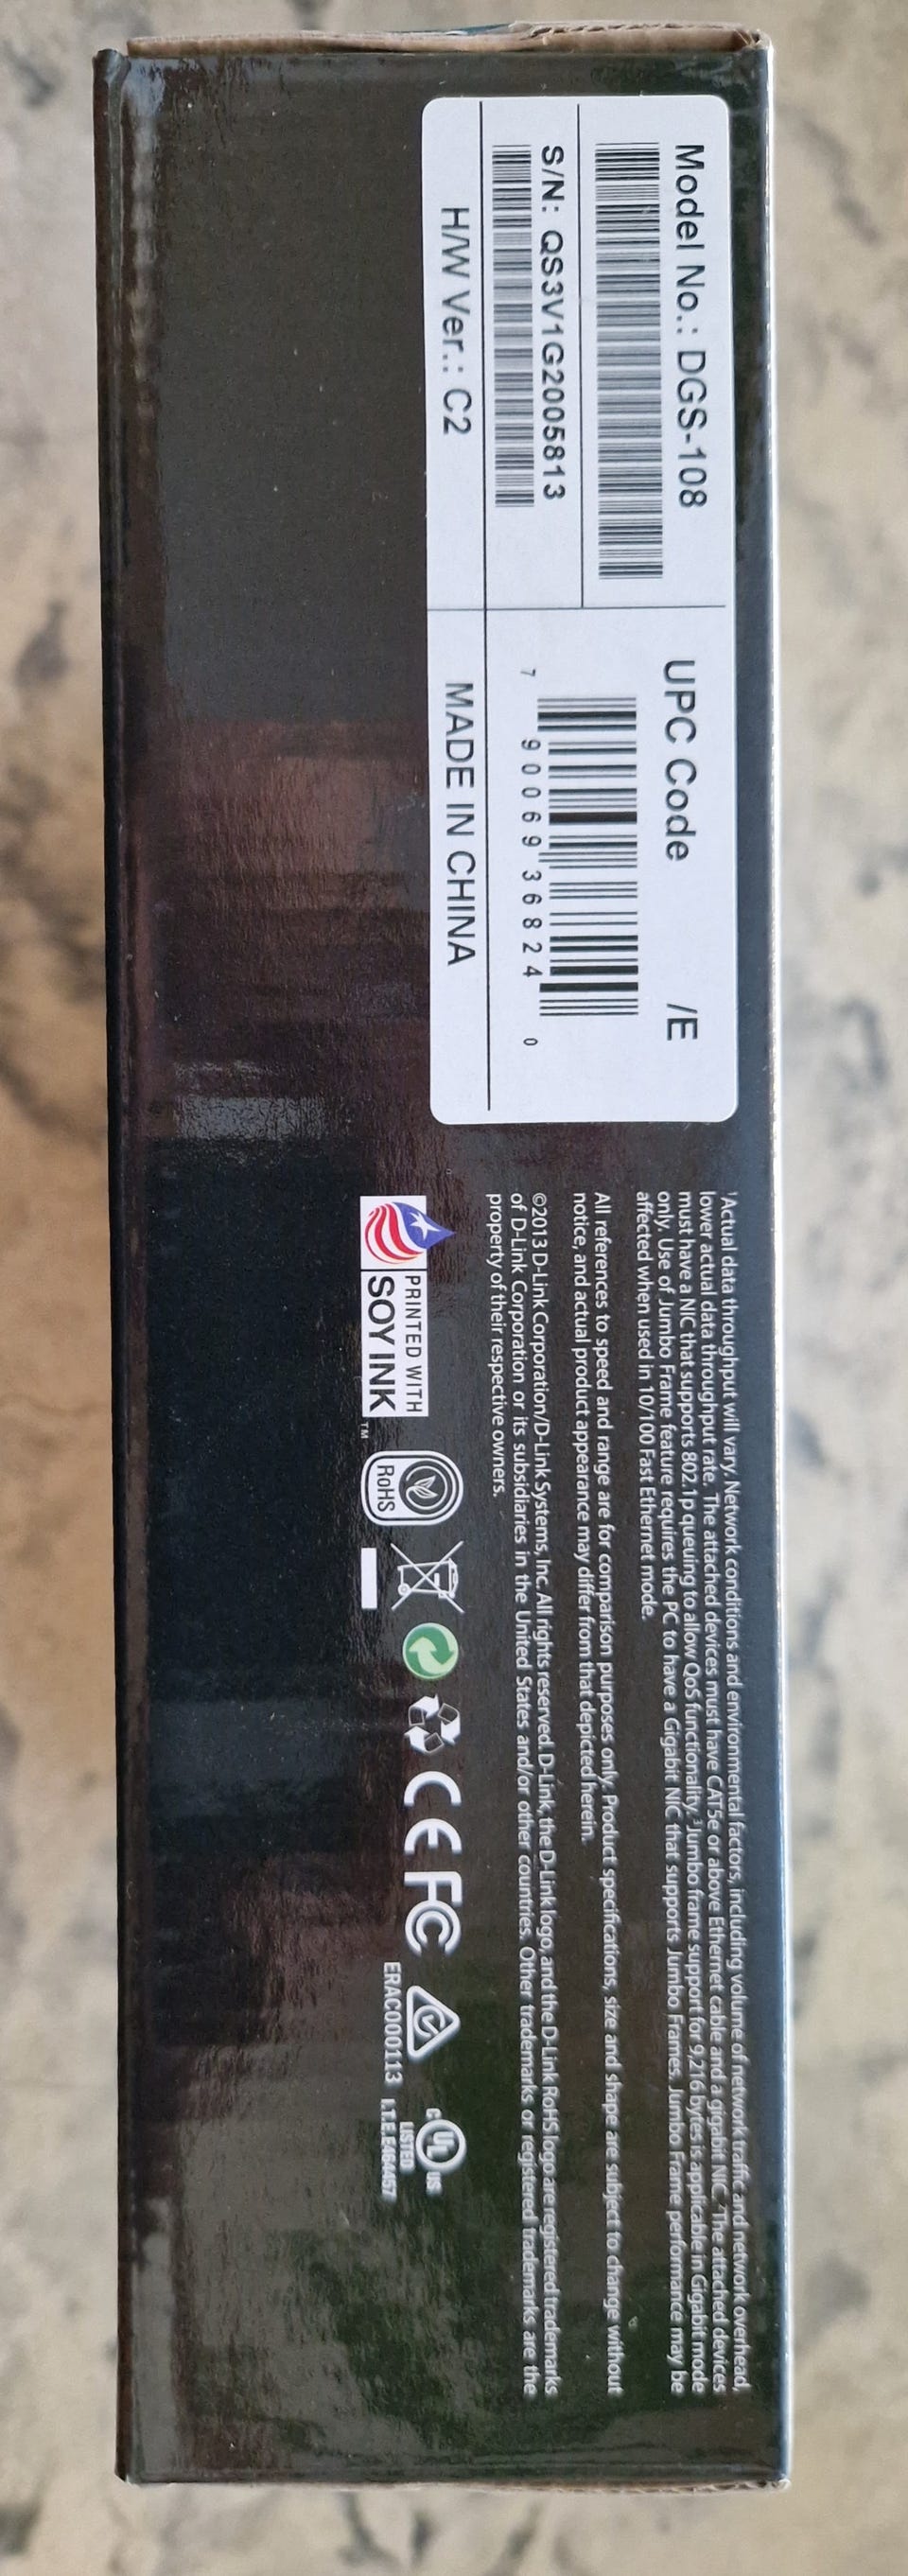 Model No.: DGS-108
S/N: QS3V1G2005813
H/W Ver.: C2
UPC Code /E
7 90069 36824 0
MADE IN CHINA
¹Actual data throughput will vary. Network conditions and environmental factors, including volume of network traffic and network overhead,
lower actual data throughput rate. The attached devices must have CAT5e or above Ethernet cable and a gigabit NIC. ²The attached devices
must have a NIC that supports 802.1p queuing to allow QoS functionality. ³Jumbo frame support for 9,216 bytes is applicable in Gigabit mode
only. Use of Jumbo Frame feature requires the PC to have a Gigabit NIC that supports Jumbo Frames. Jumbo Frame performance may be
affected when used in 10/100 Fast Ethernet mode.
All references to speed and range are for comparison purposes only. Product specifications, size and shape are subject to change without
notice, and actual product appearance may differ from that depicted herein.
©2013 D-Link Corporation/D-Link Systems, Inc. All rights reserved. D-Link, the D-Link logo, and the D-Link RoHS logo are registered trademarks
of D-Link Corporation or its subsidiaries in the United States and/or other countries. Other trademarks or registered trademarks are the
property of their respective owners.
PRINTED WITH
SOY INK™
RoHS
CE
FC
ERAC000113
c UL US
LISTED